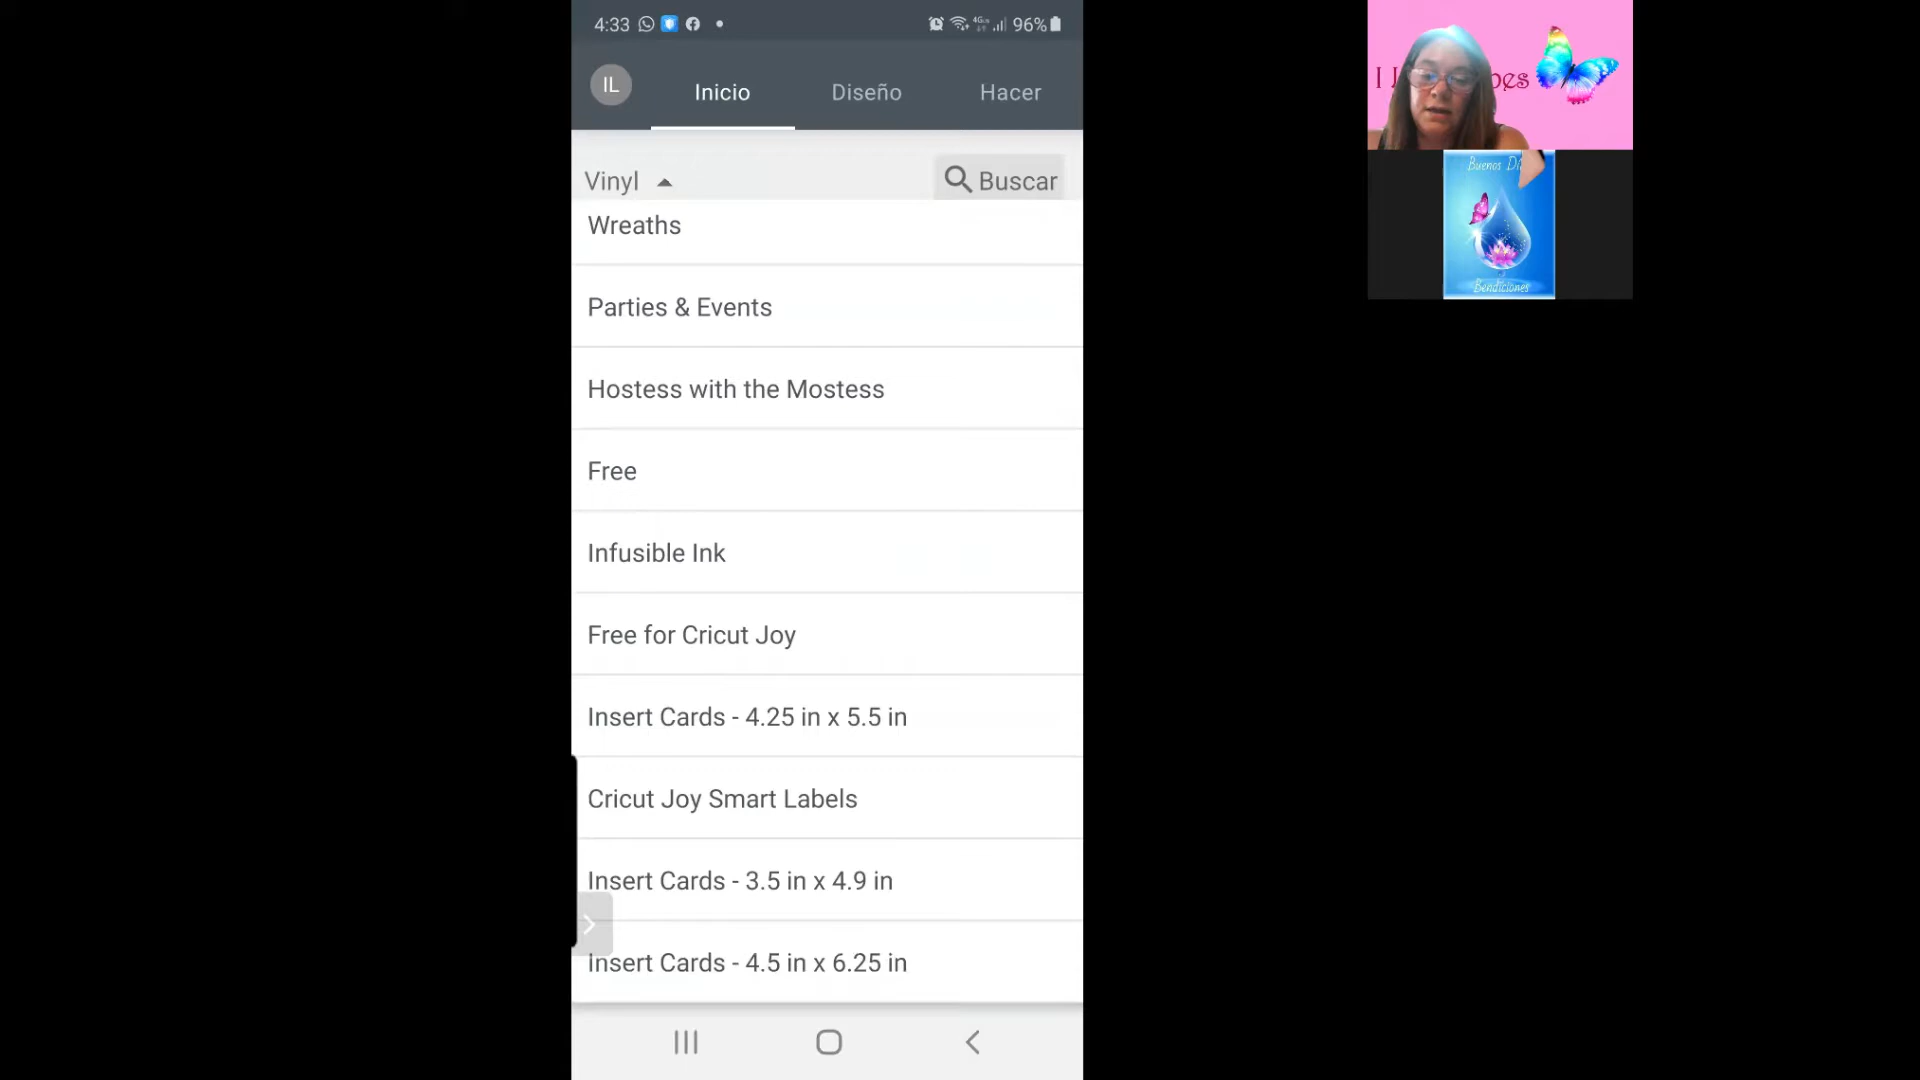 4:33
96%
IL
Inicio
Diseño
Hacer
Vinyl
Buscar
Wreaths
Parties & Events
Hostess with the Mostess
Free
Infusible Ink
Free for Cricut Joy
Insert Cards - 4.25 in x 5.5 in
Cricut Joy Smart Labels
Insert Cards - 3.5 in x 4.9 in
Insert Cards - 4.5 in x 6.25 in
Buenos
Bendiciones